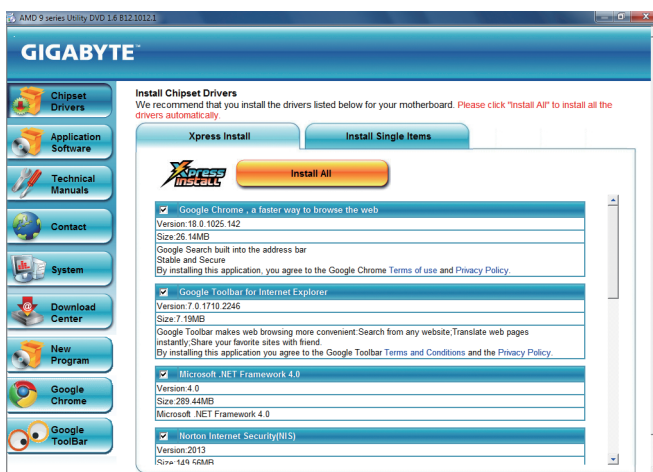 AMD 9 series Utility DVD 1.6 B12.1012.1
GIGABYTE™
Chipset
Drivers
Application
Software
Technical
Manuals
Contact
System
Download
Center
New
Program
Google
Chrome
Google
ToolBar
Install Chipset Drivers
We recommend that you install the drivers listed below for your motherboard. Please click "Install All" to install all the
drivers automatically.
Xpress Install
Install Single Items
Xpress
Install
Install All
Google Chrome , a faster way to browse the web
Version:18.0.1025.142
Size:26.14MB
Google Search built into the address bar
Stable and Secure
By installing this application, you agree to the Google Chrome Terms of use and Privacy Policy.
Google Toolbar for Internet Explorer
Version:7.0.1710.2246
Size:7.19MB
Google Toolbar makes web browsing more convenient:Search from any website;Translate web pages
instantly;Share your favorite sites with friend.
By installing this application you agree to the Google Toolbar Terms and Conditions and the Privacy Policy.
Microsoft .NET Framework 4.0
Version:4.0
Size:289.44MB
Microsoft .NET Framework 4.0
Norton Internet Security(NIS)
Version:2013
Size:149.56MB